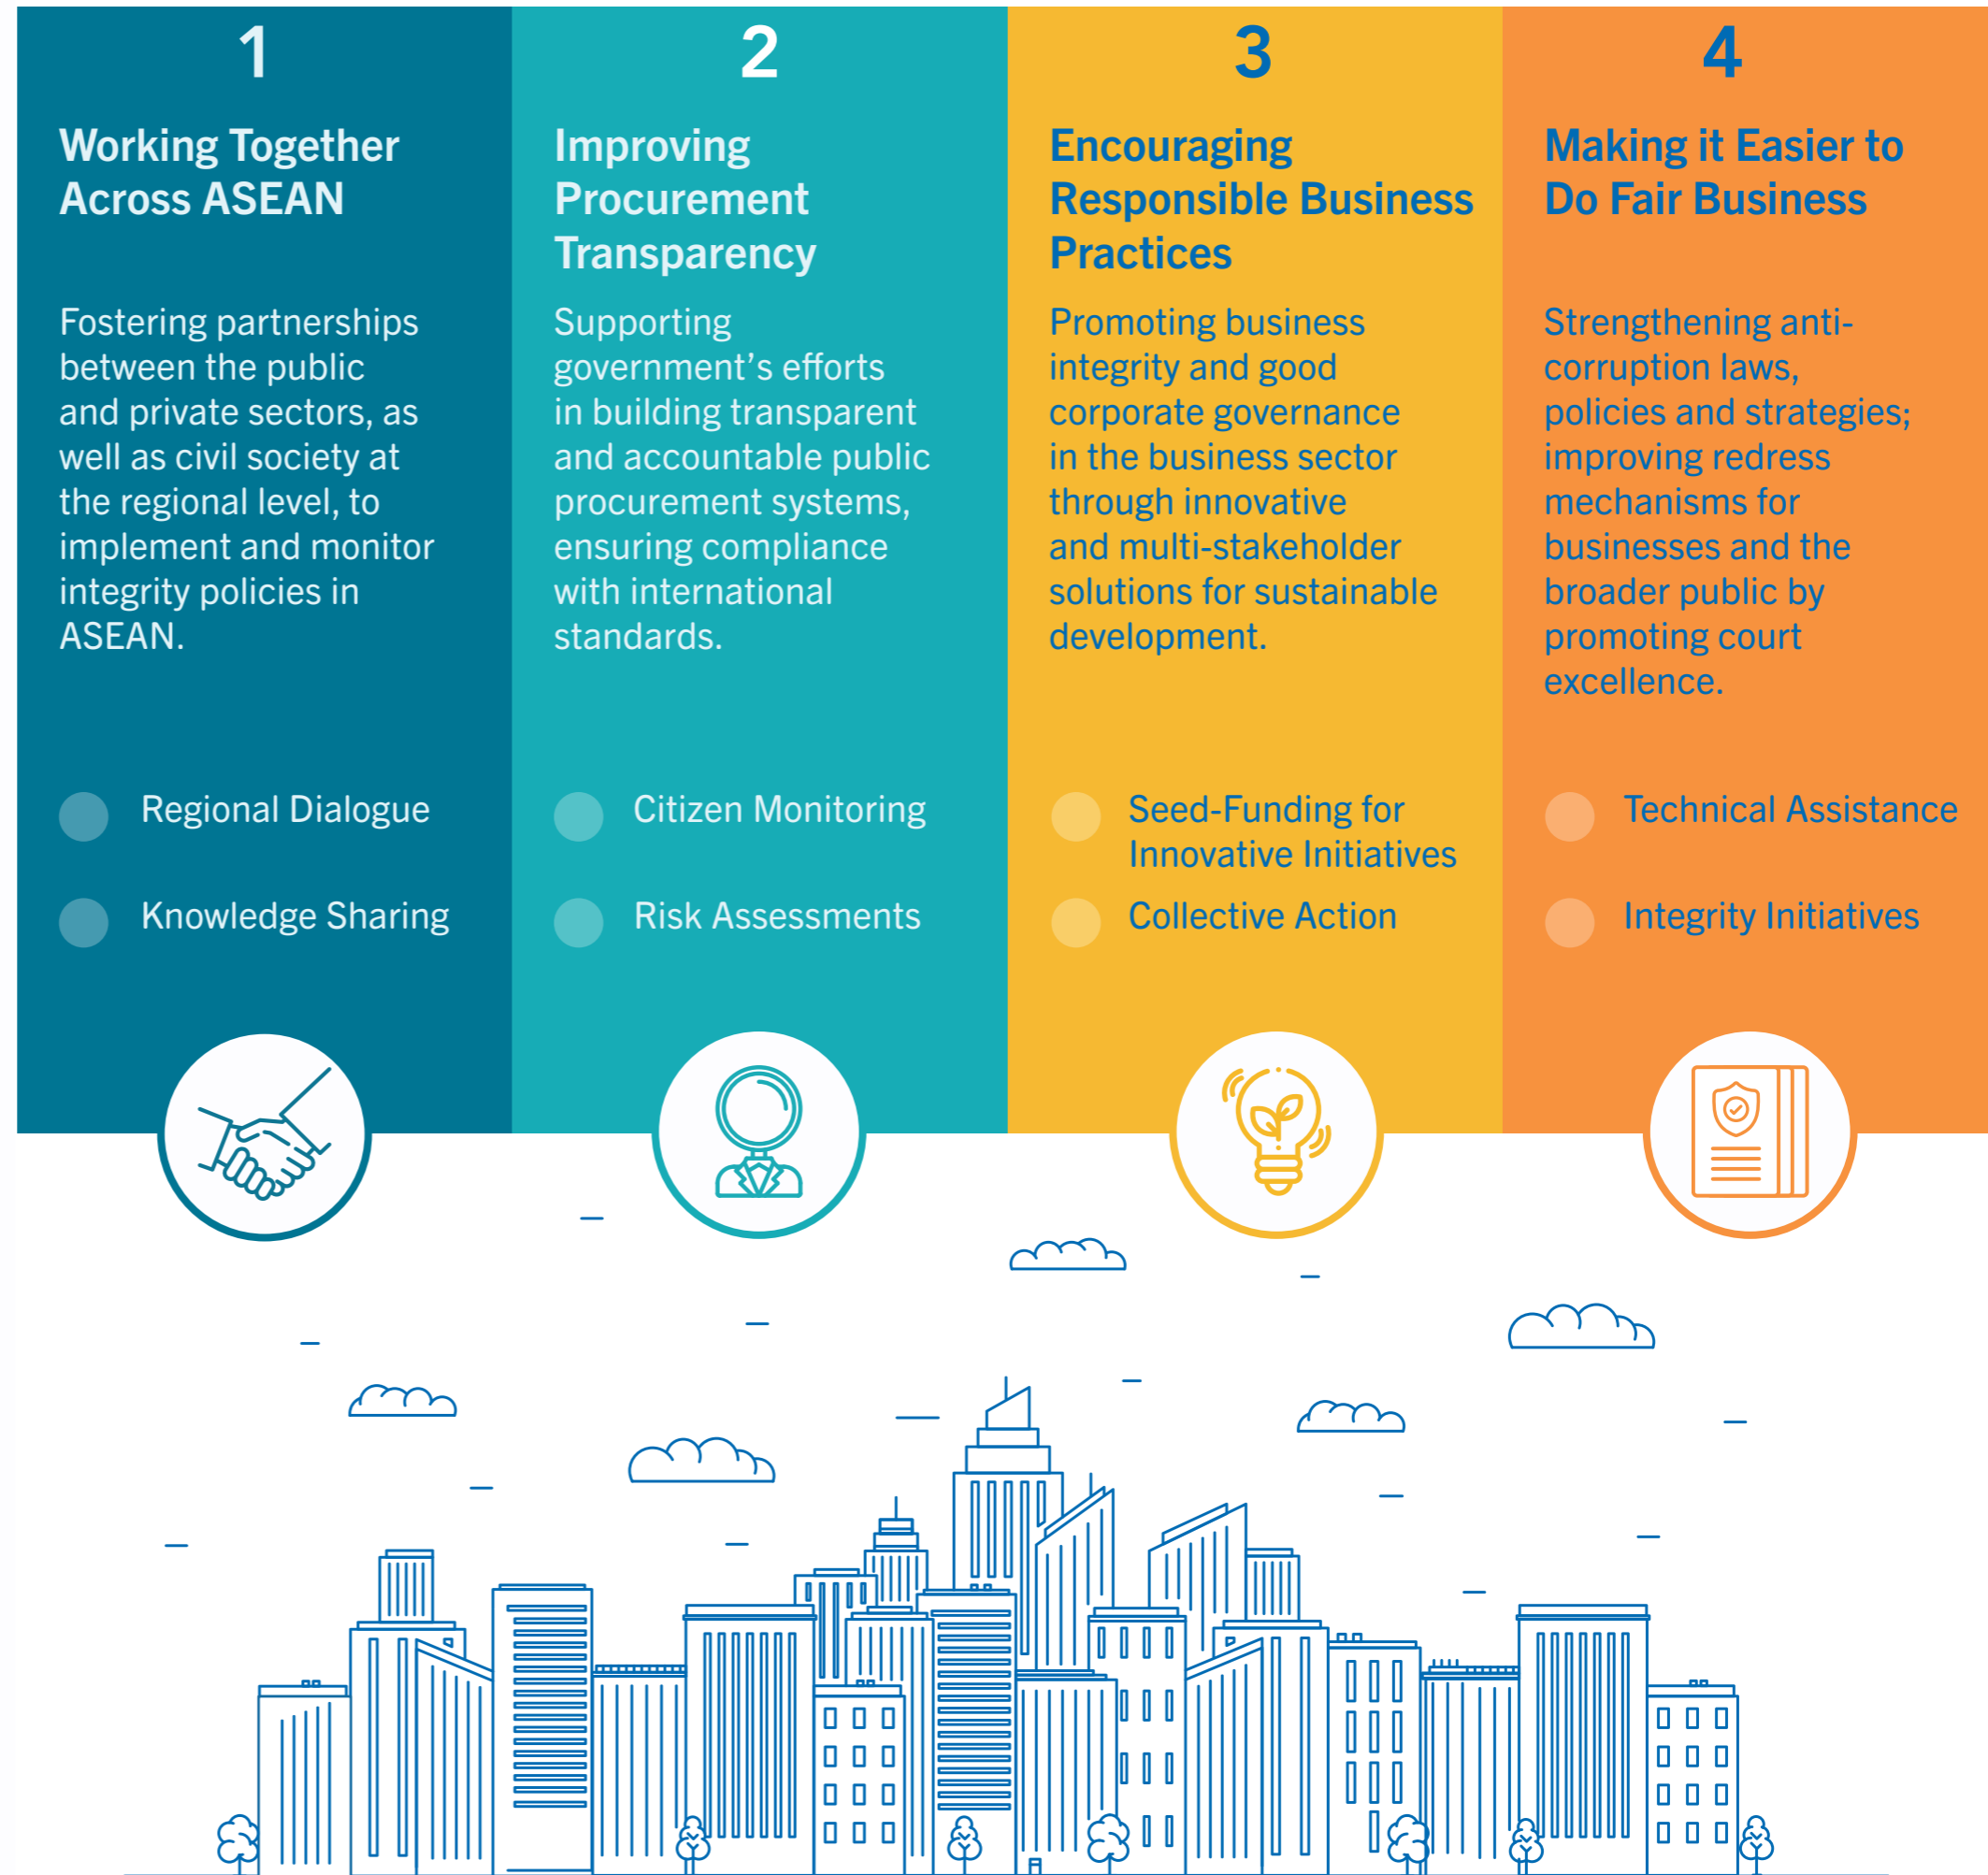 1
Working Together
Across ASEAN
Fostering partnerships
between the public
and private sectors, as
well as civil society at
the regional level, to
implement and monitor
integrity policies in
ASEAN.
Regional Dialogue
Knowledge Sharing
2
Improving
Procurement
Transparency
Supporting
government’s efforts
in building transparent
and accountable public
procurement systems,
ensuring compliance
with international
standards.
Citizen Monitoring
Risk Assessments
3
Encouraging
Responsible Business
Practices
Promoting business
integrity and good
corporate governance
in the business sector
through innovative
and multi-stakeholder
solutions for sustainable
development.
Seed-Funding for
Innovative Initiatives
Collective Action
4
Making it Easier to
Do Fair Business
Strengthening anti-
corruption laws,
policies and strategies;
improving redress
mechanisms for
businesses and the
broader public by
promoting court
excellence.
Technical Assistance
Integrity Initiatives